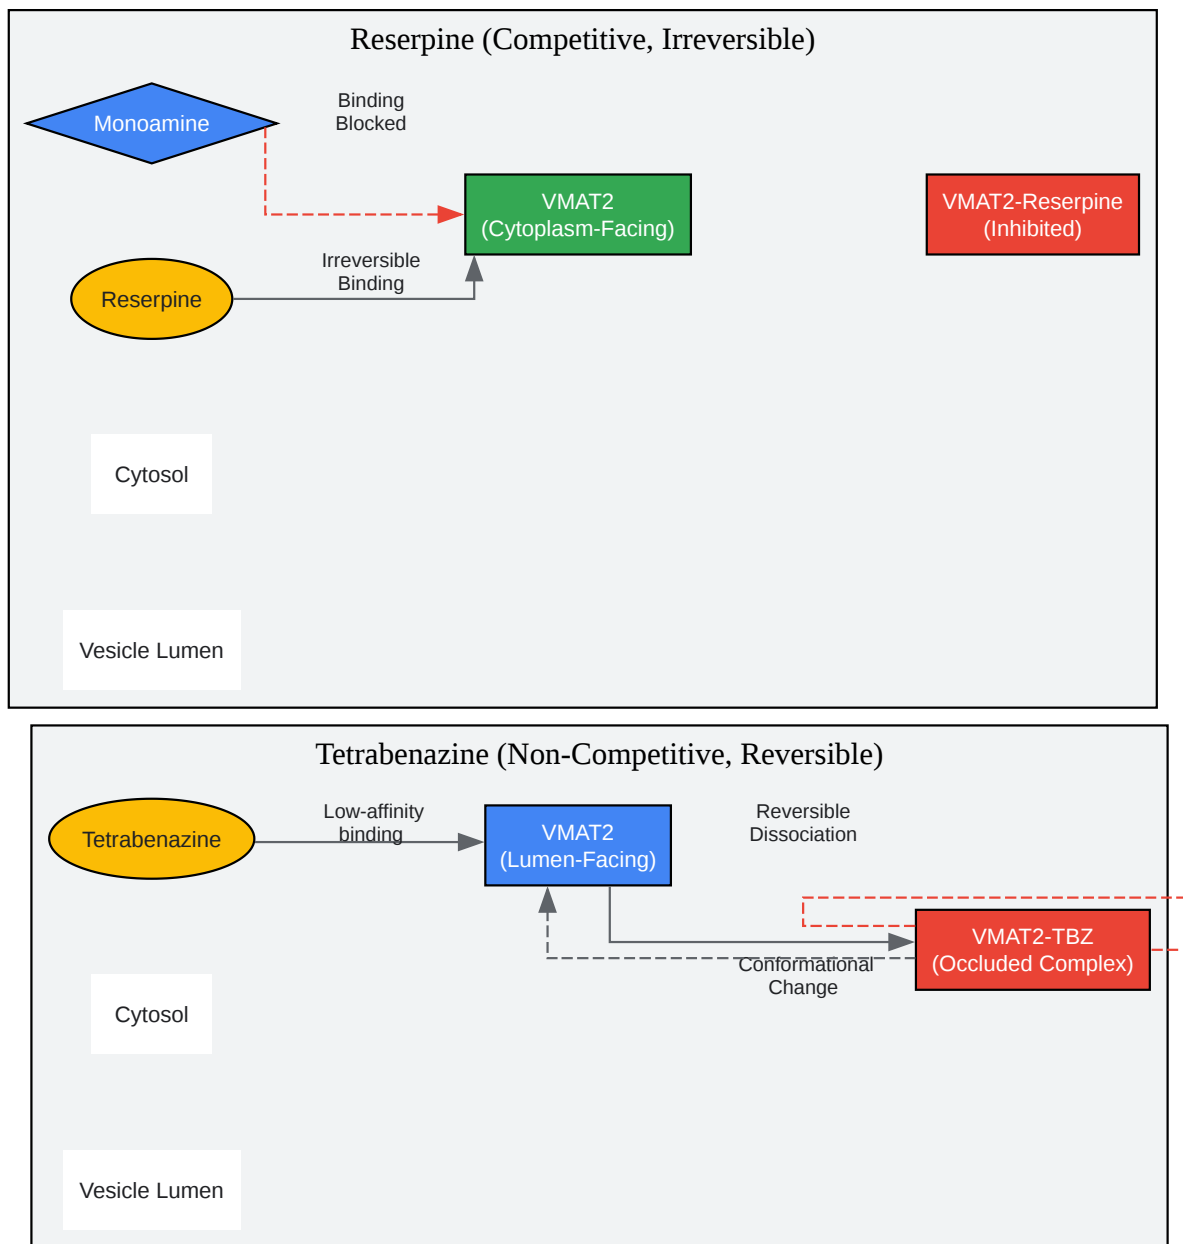 Reserpine (Competitive, Irreversible)
Monoamine
Binding
Blocked
VMAT2
(Cytoplasm-Facing)
VMAT2-Reserpine
(Inhibited)
Irreversible
Binding
Reserpine
Cytosol
Vesicle Lumen
Tetrabenazine (Non-Competitive, Reversible)
Tetrabenazine
Low-affinity
binding
VMAT2
(Lumen-Facing)
Reversible
Dissociation
VMAT2-TBZ
(Occluded Complex)
Conformational
Change
Cytosol
Vesicle Lumen